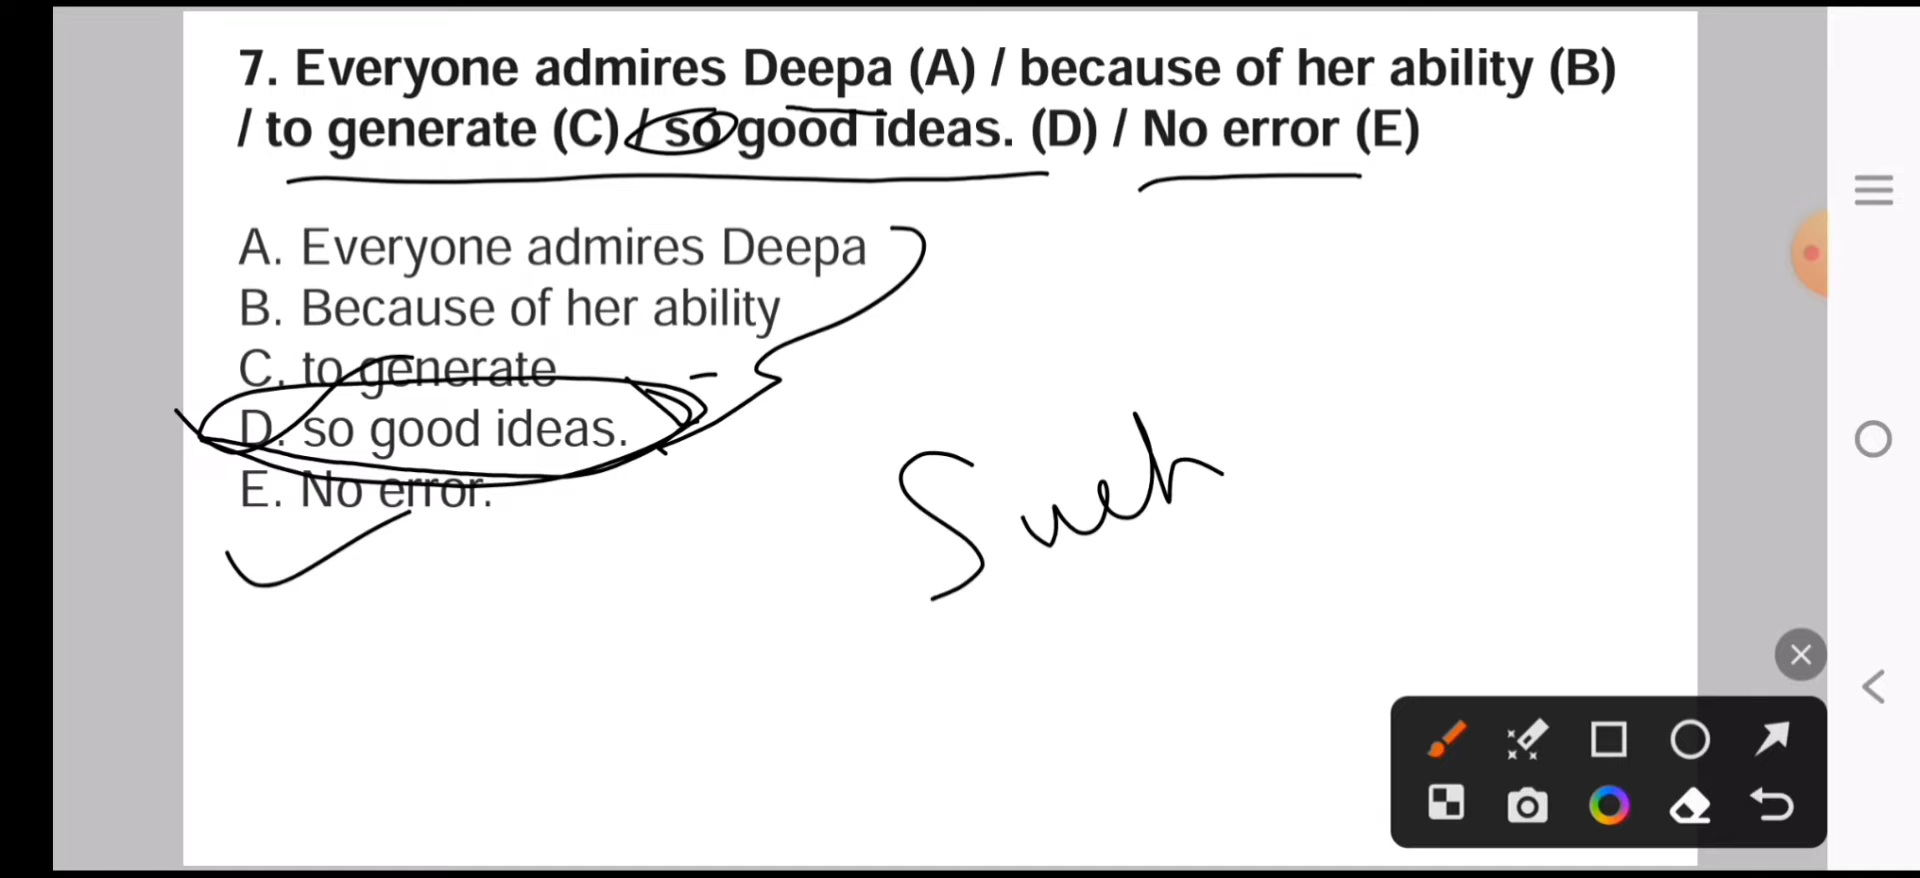 7. Everyone admires Deepa (A) / because of her ability (B)
/ to generate (C) / so good ideas. (D) / No error (E)
A. Everyone admires Deepa
B. Because of her ability
C. to generate
D. so good ideas.
E. No error.
Such